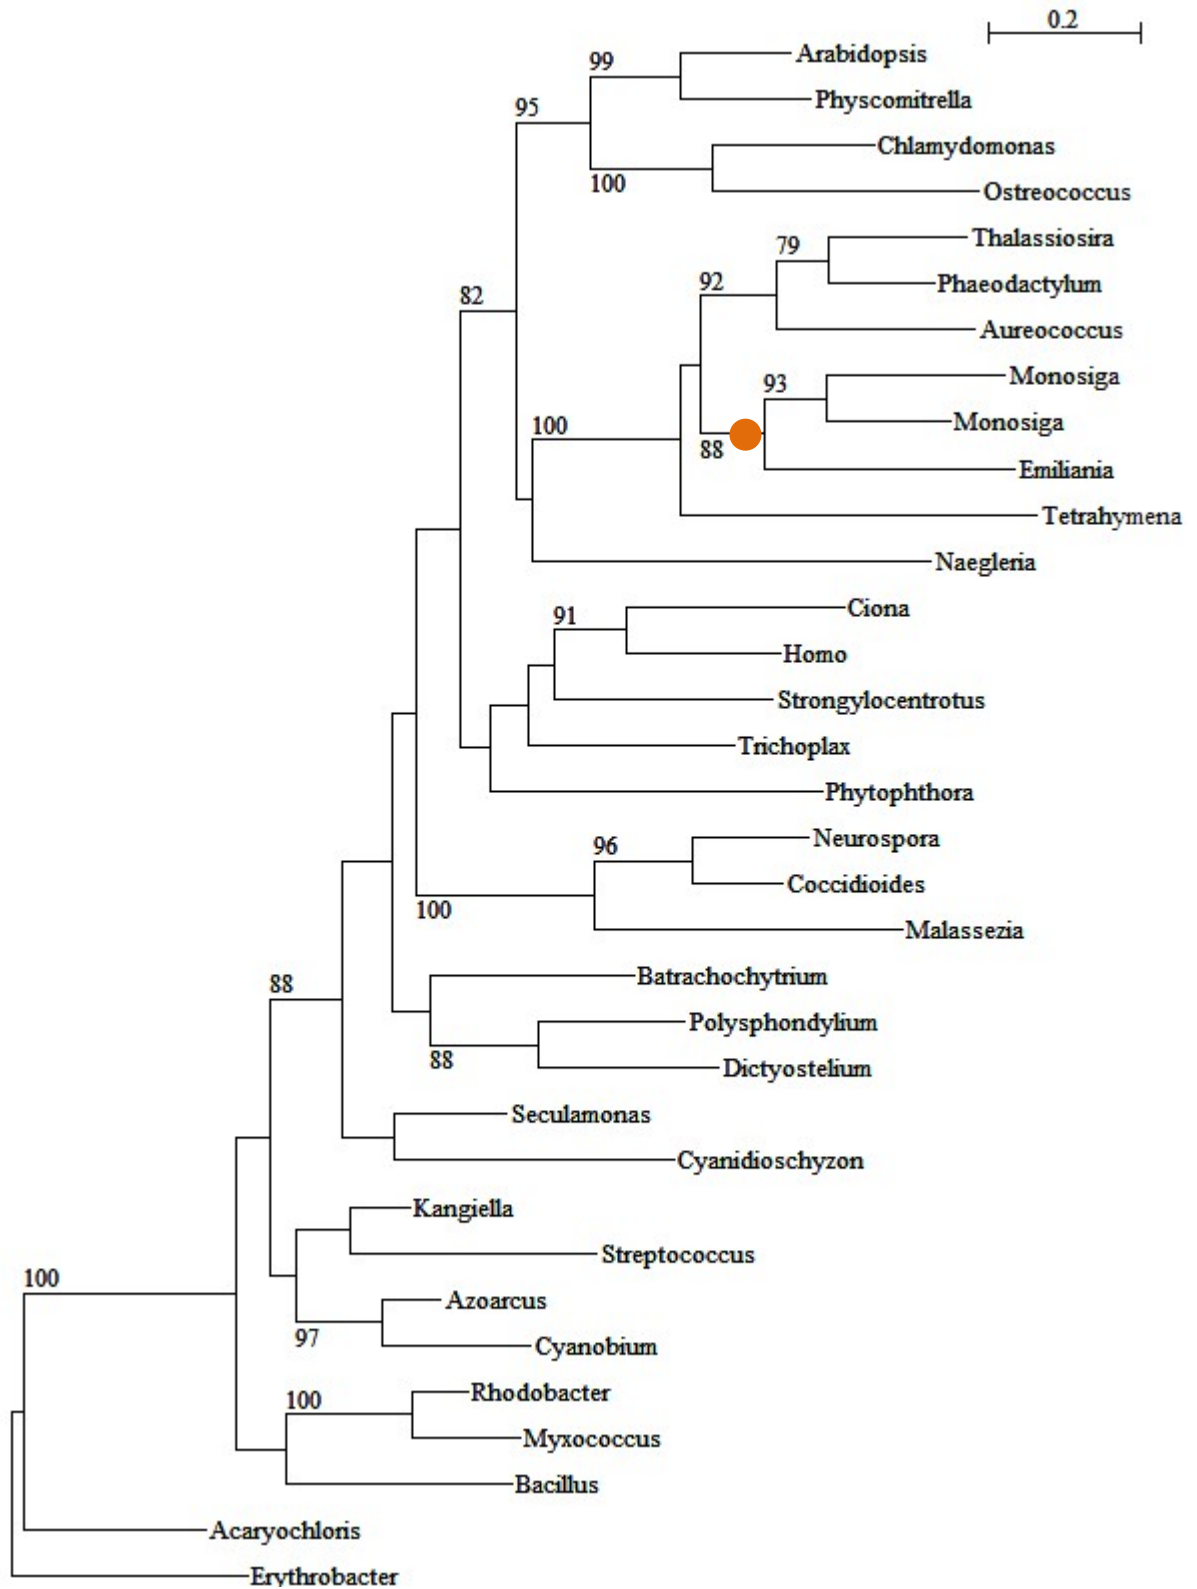 0.2
Arabidopsis
99
Physcomitrella
95
Chlamydomonas
100
Ostreococcus
Thalassiosira
79
92
Phaeodactylum
82
Aureococcus
Monosiga
93
Monosiga
100
88
Emiliania
Tetrahymena
Naegleria
Ciona
91
Homo
Strongylocentrotus
Trichoplax
Phytophthora
Neurospora
96
Coccidioides
100
Malassezia
Batrachochytrium
88
Polysphondylium
88
Dictyostelium
Seculamonas
Cyanidioschyzon
Kangiella
Streptococcus
100
Azoarcus
97
Cyanobium
Rhodobacter
100
Myxococcus
Bacillus
Acaryochloris
Erythrobacter